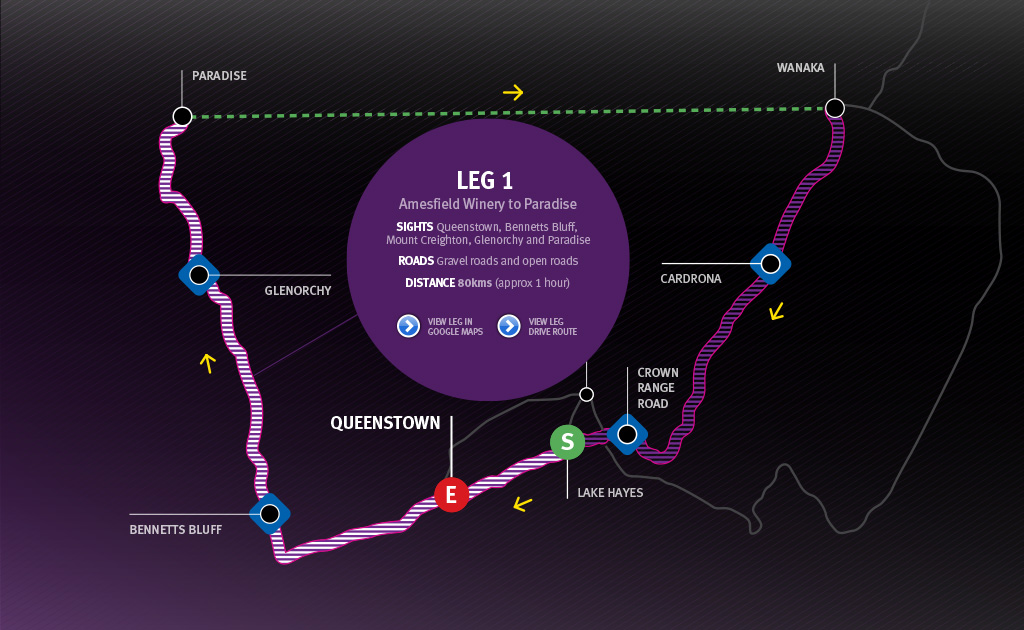 PARADISE
WANAKA
LEG 1
Amesfield Winery to Paradise
SIGHTS Queenstown, Bennetts Bluff,
Mount Creighton, Glenorchy and Paradise
ROADS Gravel roads and open roads
DISTANCE 80kms (approx 1 hour)
VIEW LEG IN
GOOGLE MAPS
VIEW LEG
DRIVE ROUTE
GLENORCHY
CARDRONA
CROWN
RANGE
ROAD
QUEENSTOWN
S
E
LAKE HAYES
BENNETTS BLUFF